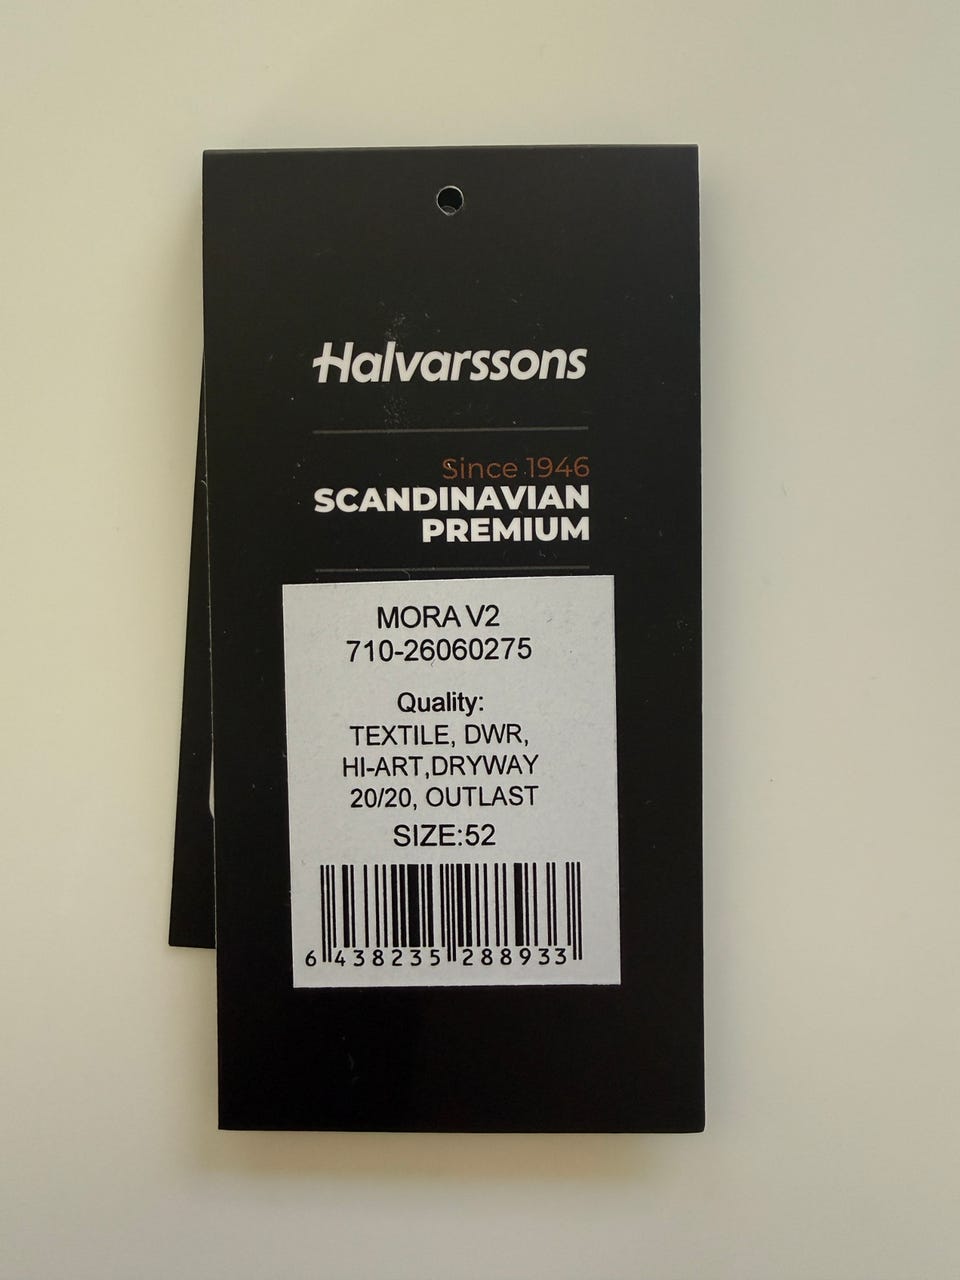 Halvarssons
Since 1946
SCANDINAVIAN
PREMIUM
MORA V2
710-26060275
Quality:
TEXTILE, DWR,
HI-ART,DRYWAY
20/20, OUTLAST
SIZE:52
6 438235 288933